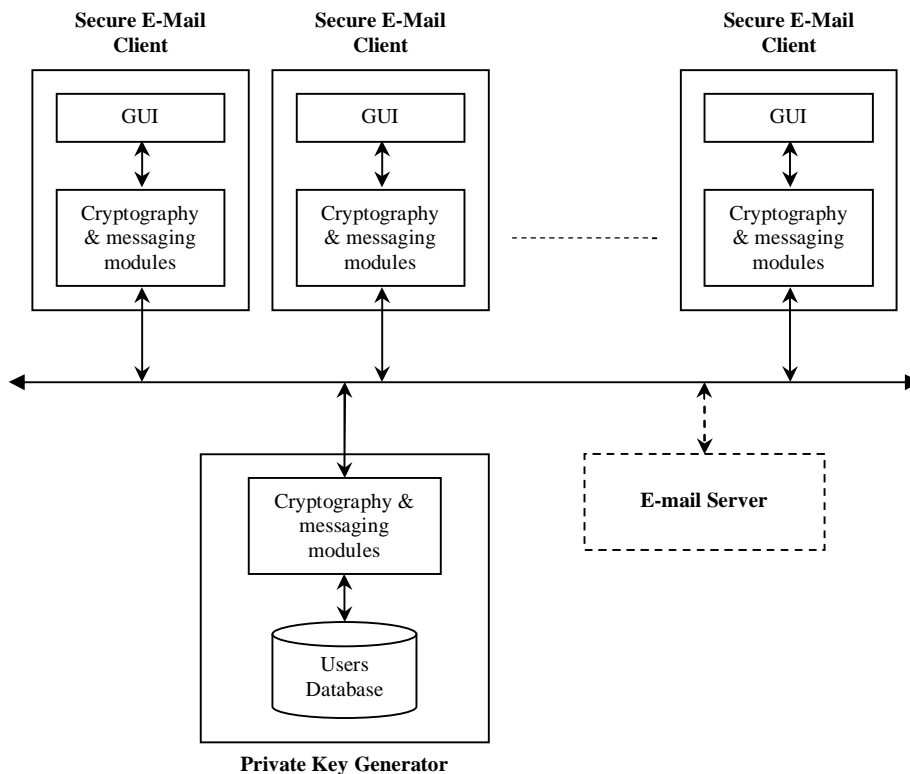 Secure E-Mail
Client
Secure E-Mail
Client
Secure E-Mail
Client
GUI
GUI
GUI
Cryptography
& messaging
modules
Cryptography
& messaging
modules
Cryptography
& messaging
modules
Cryptography &
messaging
modules
E-mail Server
Users
Database
Private Key Generator